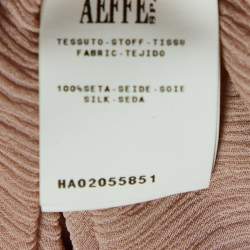 AEFFE
TESSUTO-STOFF-TISSU
FABRIC-TEJIDO
100%SETA-SEIDE-SOIE
SILK-SEDA
HA02055851